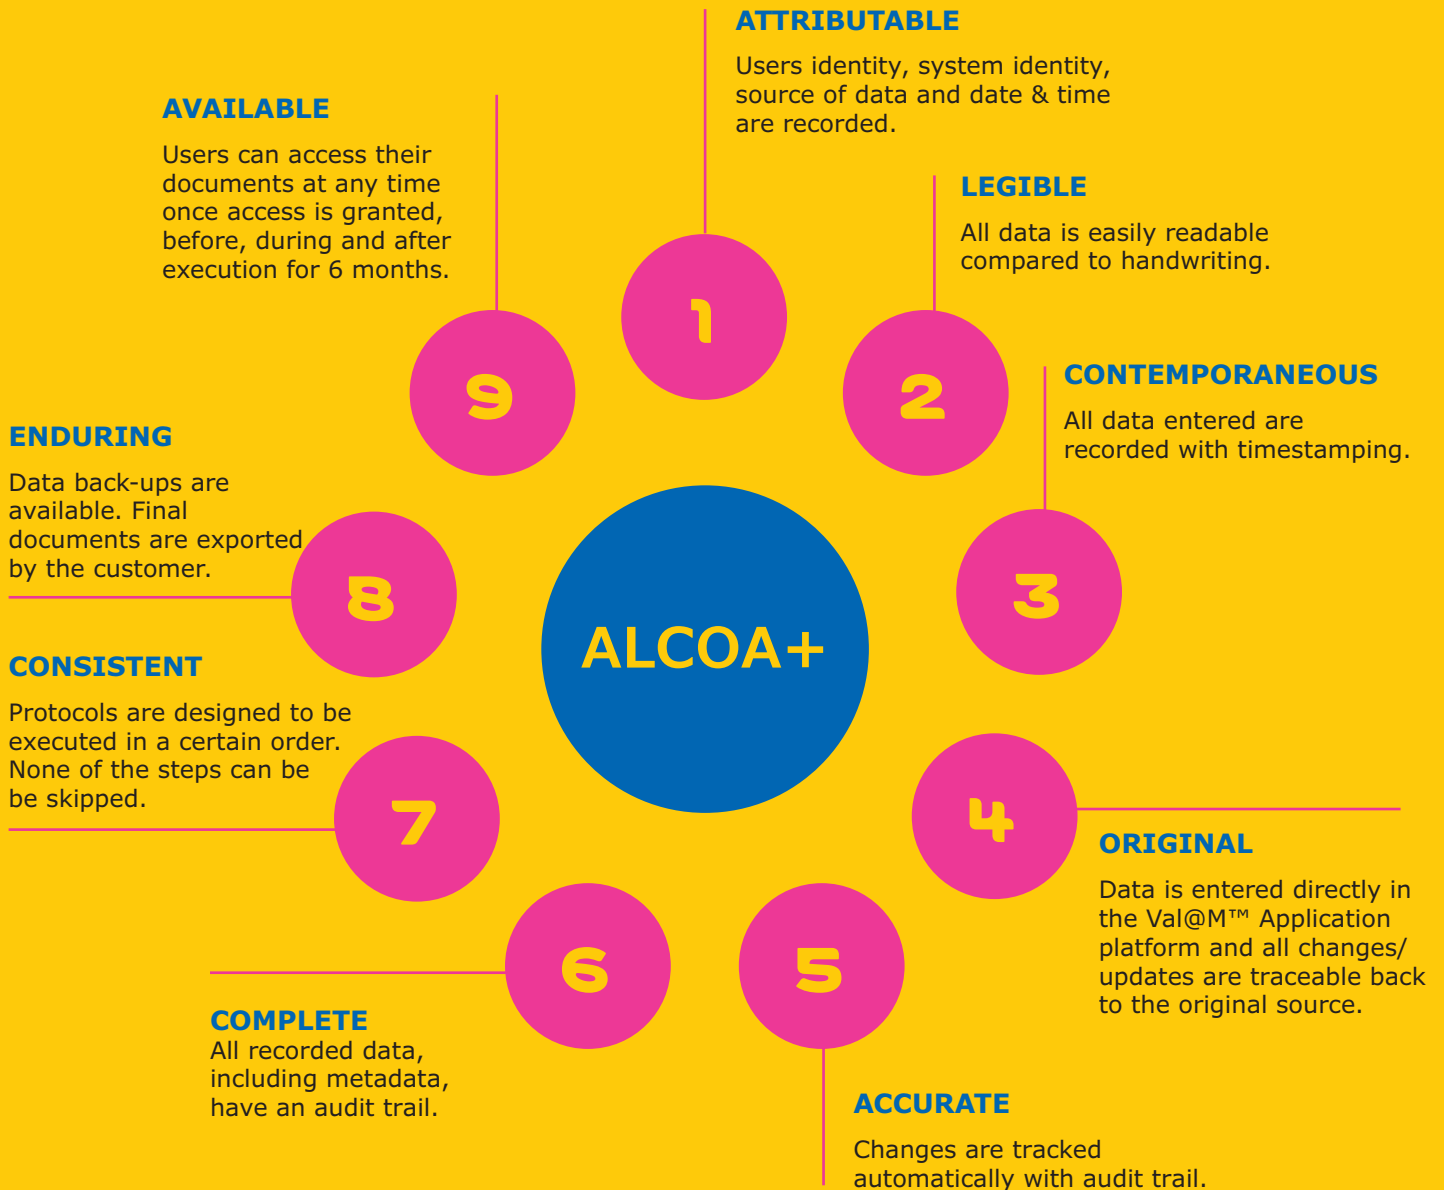 ALCOA+
1
ATTRIBUTABLE
Users identity, system identity,
source of data and date & time
are recorded.
2
LEGIBLE
All data is easily readable
compared to handwriting.
3
CONTEMPORANEOUS
All data entered are
recorded with timestamping.
4
ORIGINAL
Data is entered directly in
the Val@M™ Application
platform and all changes/
updates are traceable back
to the original source.
5
ACCURATE
Changes are tracked
automatically with audit trail.
6
COMPLETE
All recorded data,
including metadata,
have an audit trail.
7
CONSISTENT
Protocols are designed to be
executed in a certain order.
None of the steps can be
be skipped.
8
ENDURING
Data back-ups are
available. Final
documents are exported
by the customer.
9
AVAILABLE
Users can access their
documents at any time
once access is granted,
before, during and after
execution for 6 months.